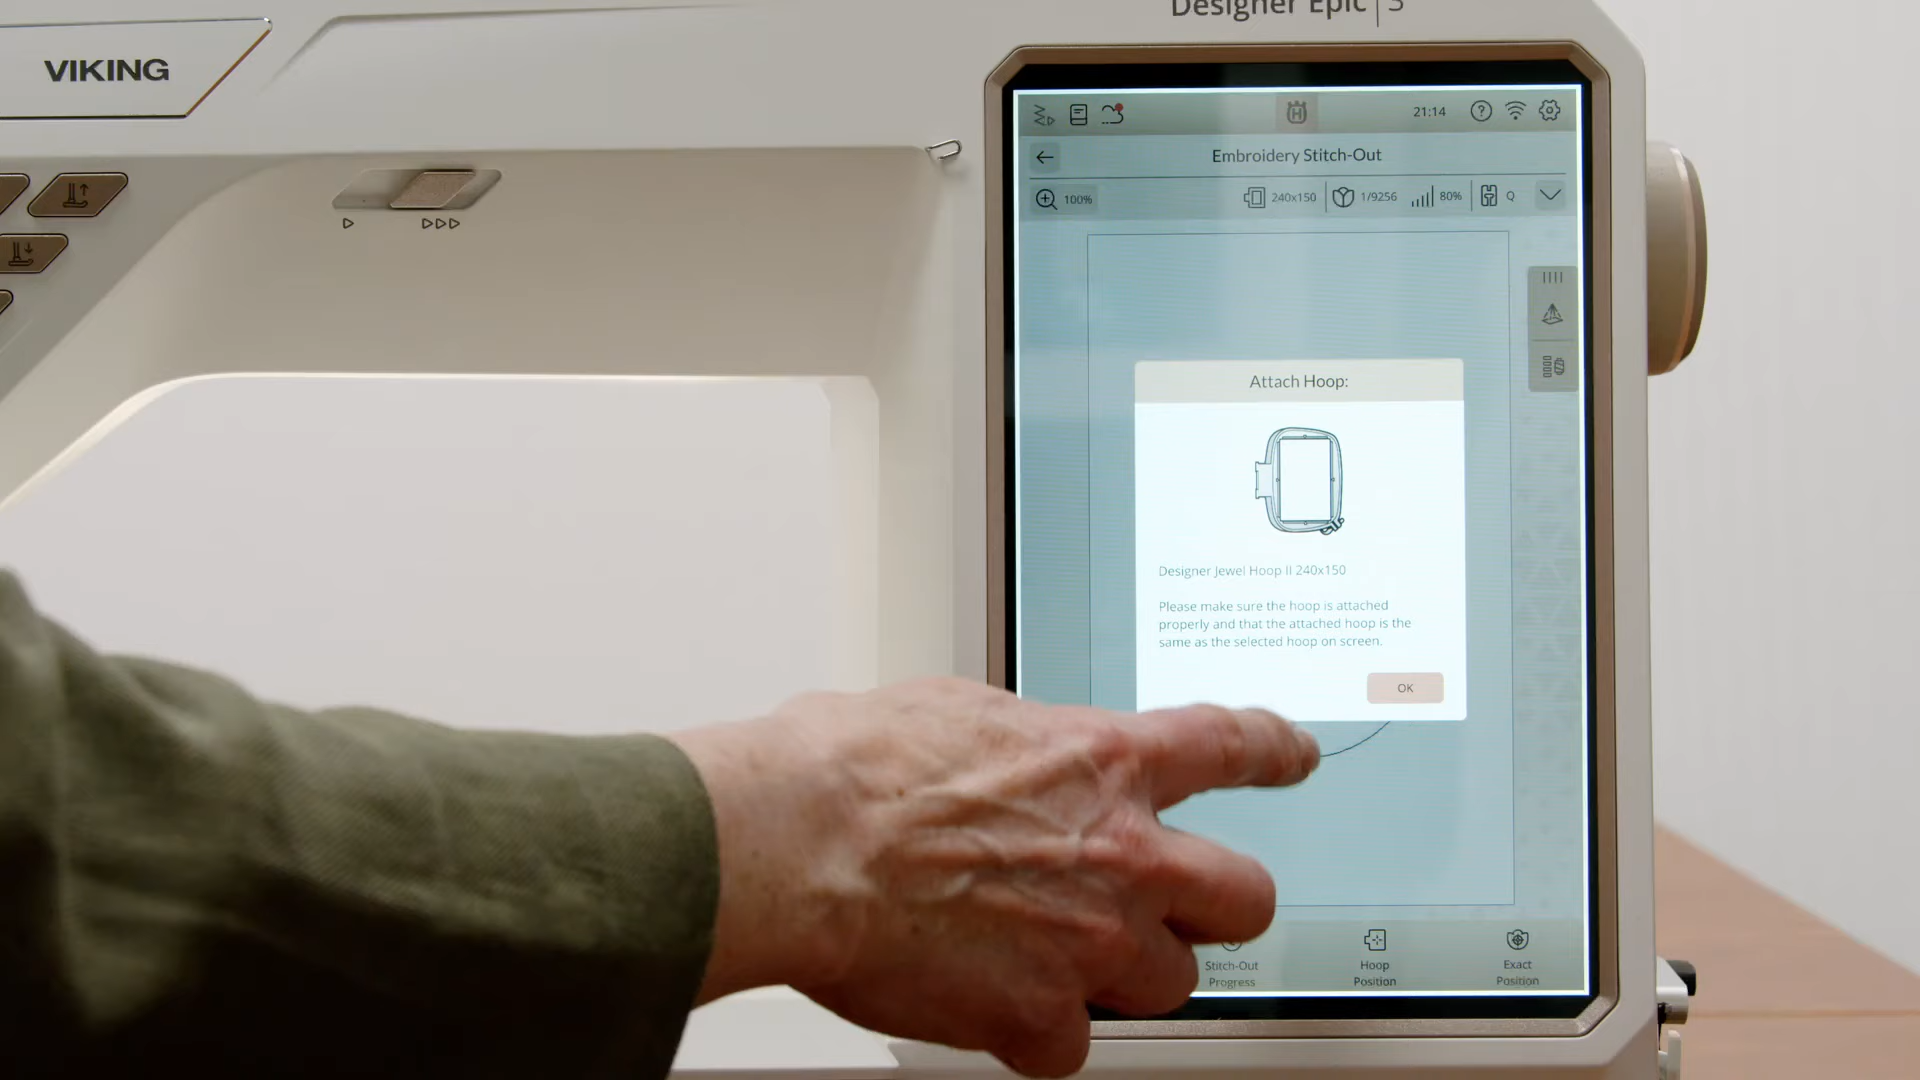 Designer Epic | 3
VIKING
21:14
Embroidery Stitch-Out
100%
240x150
1/9256
80%
Q
Attach Hoop:
Designer Jewel Hoop II 240x150
Please make sure the hoop is attached
properly and that the attached hoop is the
same as the selected hoop on screen.
OK
Stitch-Out
Progress
Hoop
Position
Exact
Position